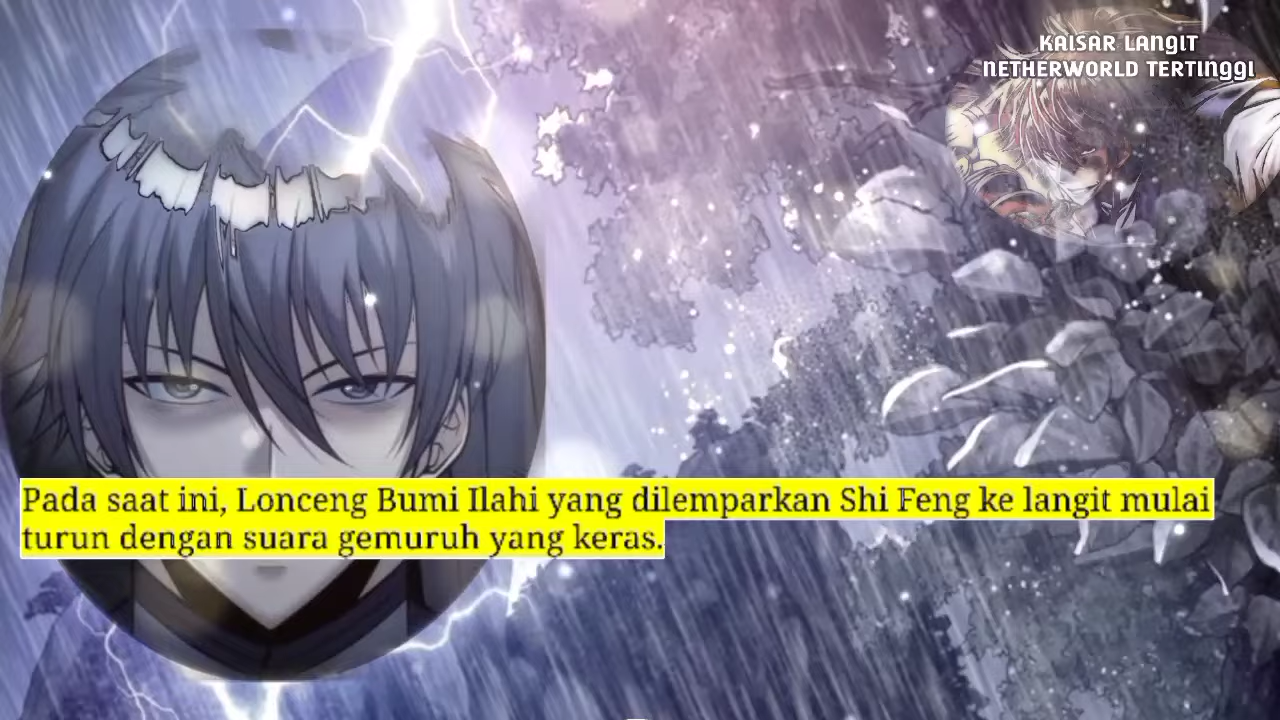 KAISAR LANGIT
NETHERWORLD TERTINGGI
Pada saat ini, Lonceng Bumi Ilahi yang dilemparkan Shi Feng ke langit mulai
turun dengan suara gemuruh yang keras.